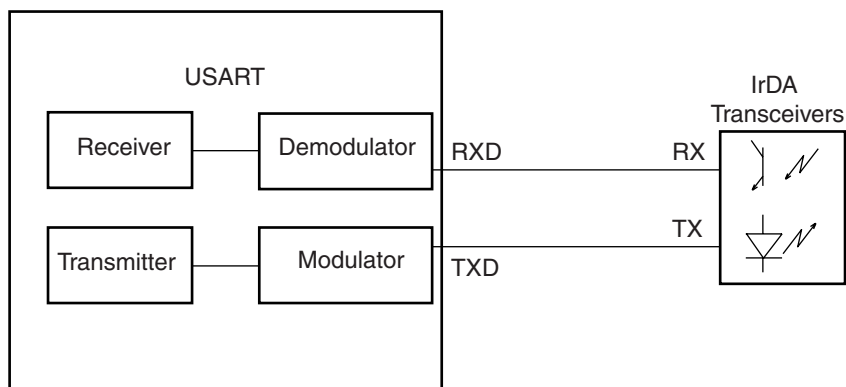 USART
IrDA
Transceivers
Receiver
Demodulator
RXD
RX
Transmitter
Modulator
TXD
TX